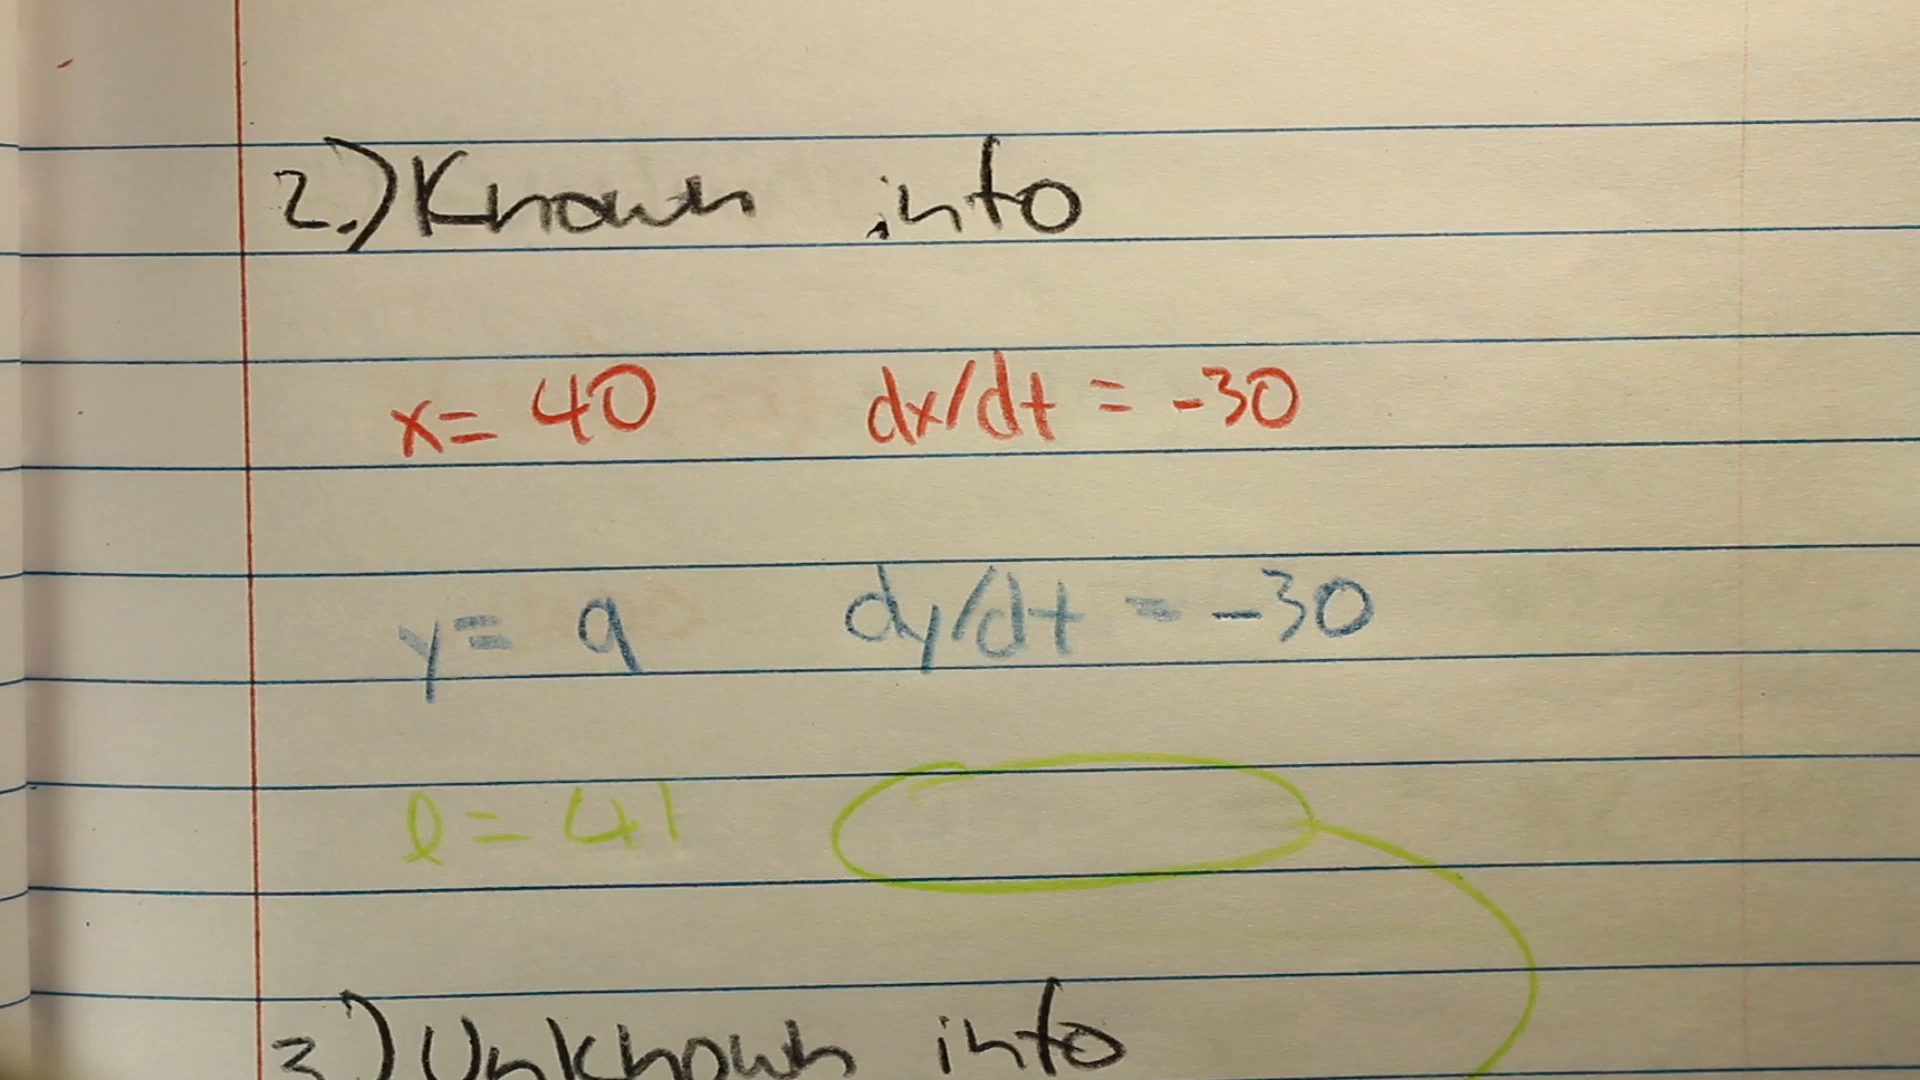 2.) Known info
x= 40 dx/dt = -30
y= 9 dy/dt = -30
l= 41
3.) Unknown info